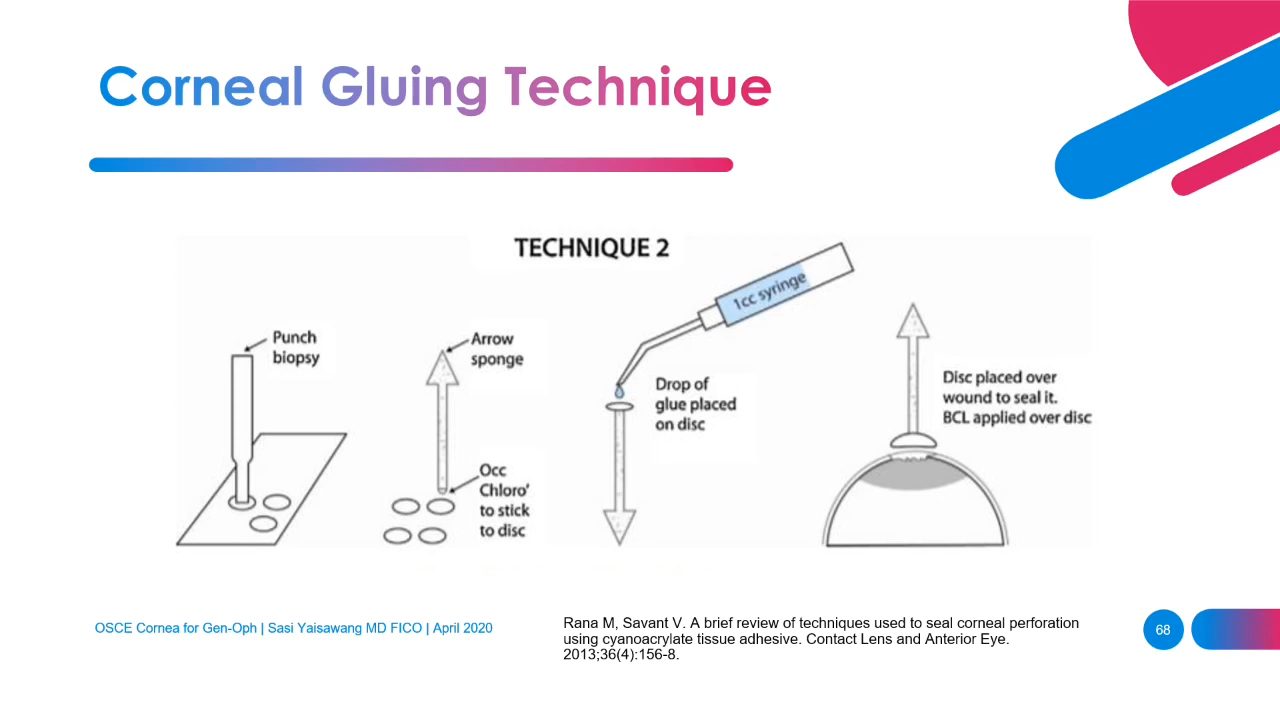 Corneal Gluing Technique
TECHNIQUE 2
Punch
biopsy
Arrow
sponge
Occ
Chloro'
to stick
to disc
1cc syringe
Drop of
glue placed
on disc
Disc placed over
wound to seal it.
BCL applied over disc
OSCE Cornea for Gen-Oph | Sasi Yaisawang MD FICO | April 2020
Rana M, Savant V. A brief review of techniques used to seal corneal perforation
using cyanoacrylate tissue adhesive. Contact Lens and Anterior Eye.
2013;36(4):156-8.
68